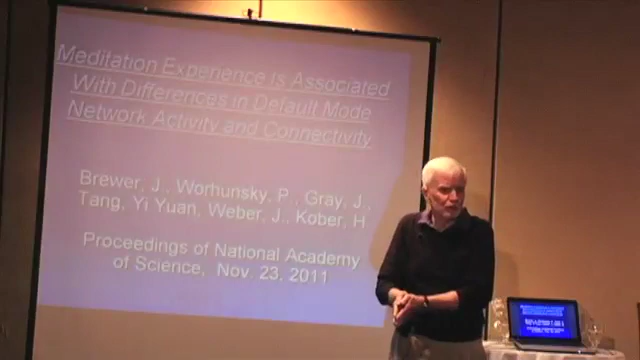 Meditation Experience Is Associated
With Differences in Default Mode
Network Activity and Connectivity
Brewer, J., Worhunsky, P., Gray, J.,
Tang, Yi Yuan, Weber, J., Kober, H
Proceedings of National Academy
of Science, Nov. 23, 2011